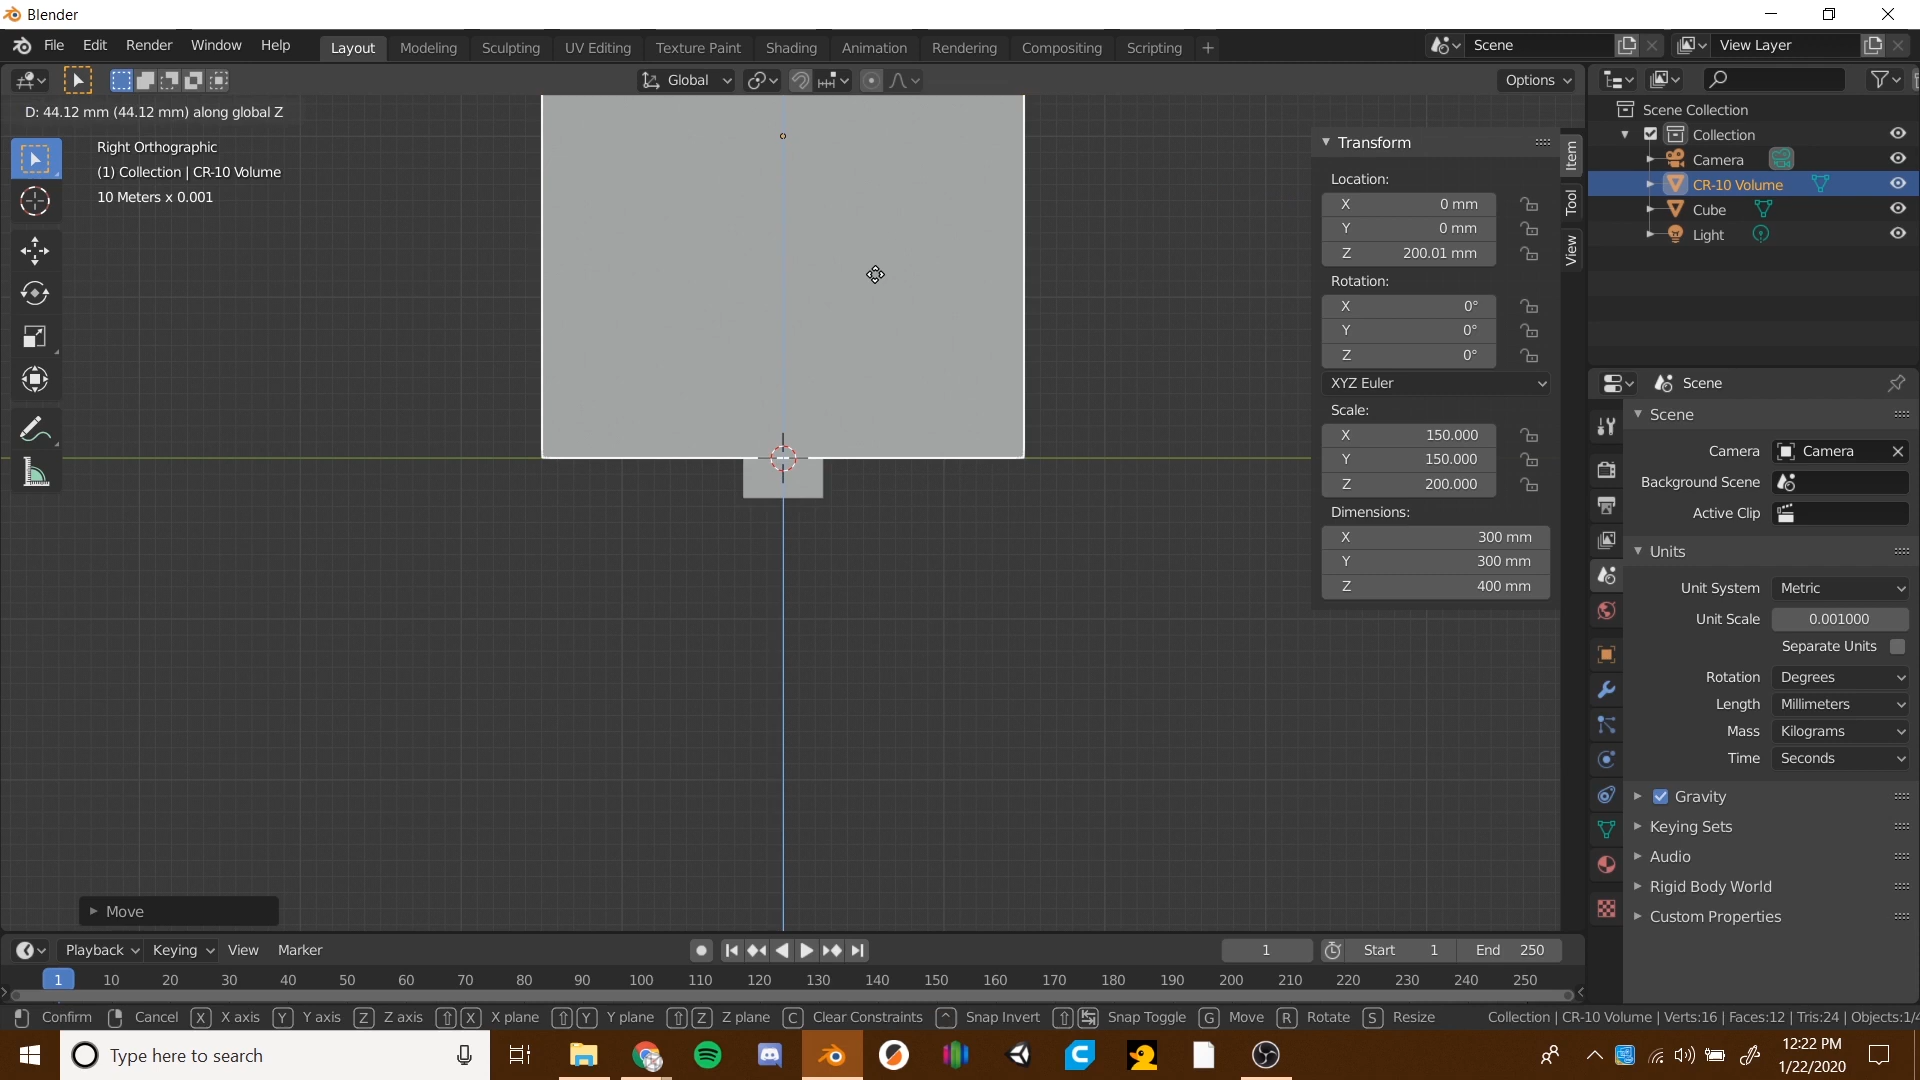 Blender
File Edit Render Window Help Layout Modeling Sculpting UV Editing Texture Paint Shading Animation Rendering Compositing Scripting + Scene View Layer
Global Options
D: 44.12 mm (44.12 mm) along global Z
Right Orthographic
(1) Collection | CR-10 Volume
10 Meters x 0.001
Transform
Location:
X 0 mm
Y 0 mm
Z 200.01 mm
Rotation:
X 0°
Y 0°
Z 0°
XYZ Euler
Scale:
X 150.000
Y 150.000
Z 200.000
Dimensions:
X 300 mm
Y 300 mm
Z 400 mm
Item
Tool
View
Scene Collection
Collection
Camera
CR-10 Volume
Cube
Light
Scene
Scene
Camera Camera
Background Scene
Active Clip
Units
Unit System Metric
Unit Scale 0.001000
Separate Units
Rotation Degrees
Length Millimeters
Mass Kilograms
Time Seconds
Gravity
Keying Sets
Audio
Rigid Body World
Custom Properties
Move
Playback Keying View Marker 1 Start 1 End 250
1 10 20 30 40 50 60 70 80 90 100 110 120 130 140 150 160 170 180 190 200 210 220 230 240 250
Confirm Cancel X X axis Y Y axis Z Z axis X X plane Y Y plane Z Z plane C Clear Constraints ^ Snap Invert Snap Toggle G Move R Rotate S Resize Collection | CR-10 Volume | Verts:16 | Faces:12 | Tris:24 | Objects:1/4
Type here to search
12:22 PM
1/22/2020